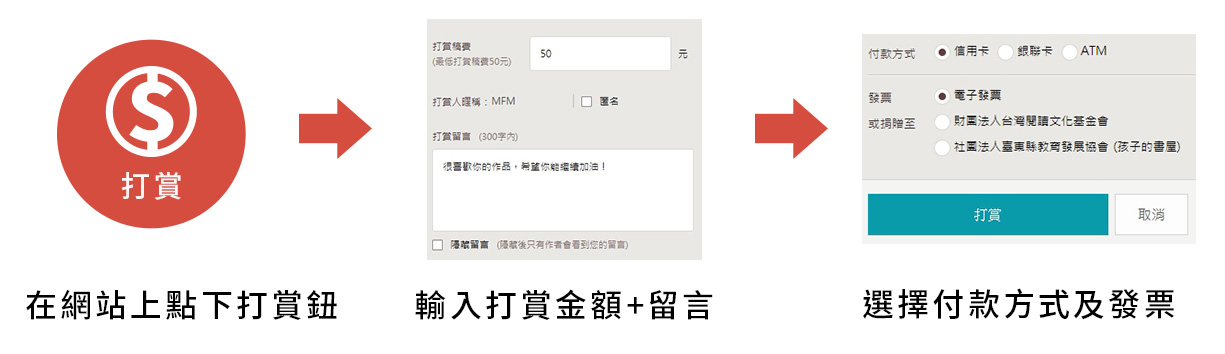 $
打賞
在網站上點下打賞鈕
打賞稿費
(最低打賞稿費50元)
50
元
打賞人暱稱：MFM
匿名
打賞留言 (300字內)
很喜歡你的作品，希望你能繼續加油！
隱藏留言 (隱藏後只有作者會看到您的留言)
輸入打賞金額+留言
付款方式
信用卡
銀聯卡
ATM
發票
或捐贈至
電子發票
財團法人台灣閱讀文化基金會
社團法人臺東縣教育發展協會 (孩子的書屋)
打賞
取消
選擇付款方式及發票